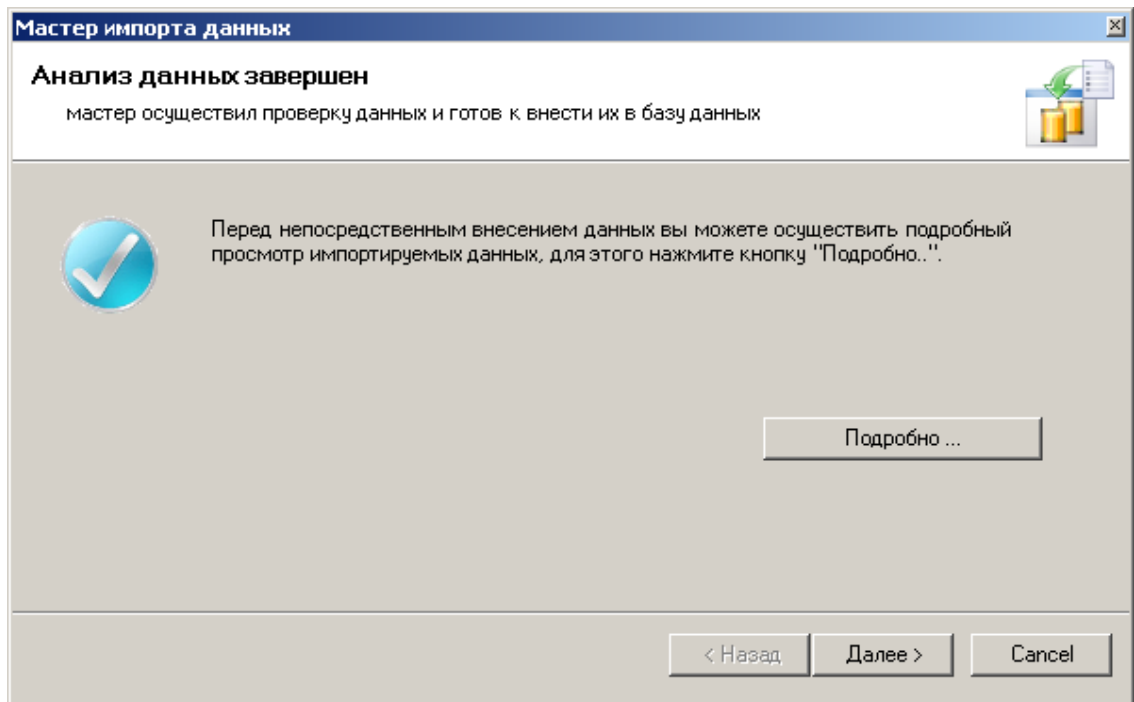 Мастер импорта данных
Анализ данных завершен
мастер осуществил проверку данных и готов к внести их в базу данных
Перед непосредственным внесением данных вы можете осуществить подробный
просмотр импортируемых данных, для этого нажмите кнопку "Подробно..".
Подробно ...
< Назад
Далее >
Cancel